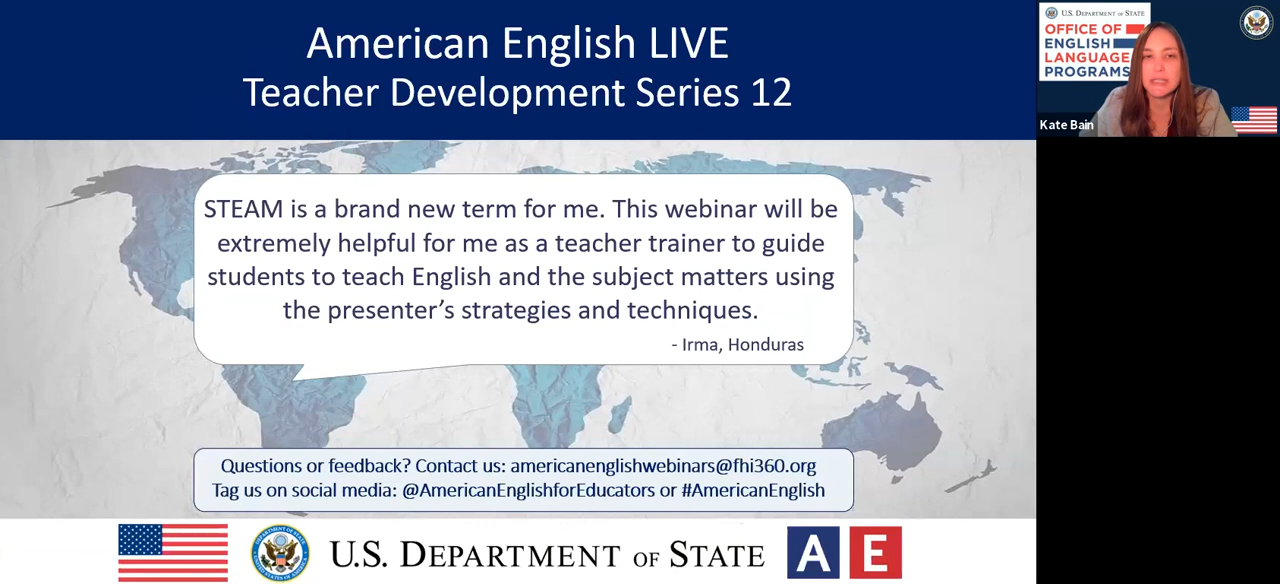 American English LIVE
Teacher Development Series 12
STEAM is a brand new term for me. This webinar will be
extremely helpful for me as a teacher trainer to guide
students to teach English and the subject matters using
the presenter’s strategies and techniques.
- Irma, Honduras
Questions or feedback? Contact us: americanenglishwebinars@fhi360.org
Tag us on social media: @AmericanEnglishforEducators or #AmericanEnglish
U.S. DEPARTMENT OF STATE
A E
U.S. DEPARTMENT OF STATE
OFFICE OF
ENGLISH
LANGUAGE
PROGRAMS
Kate Bain